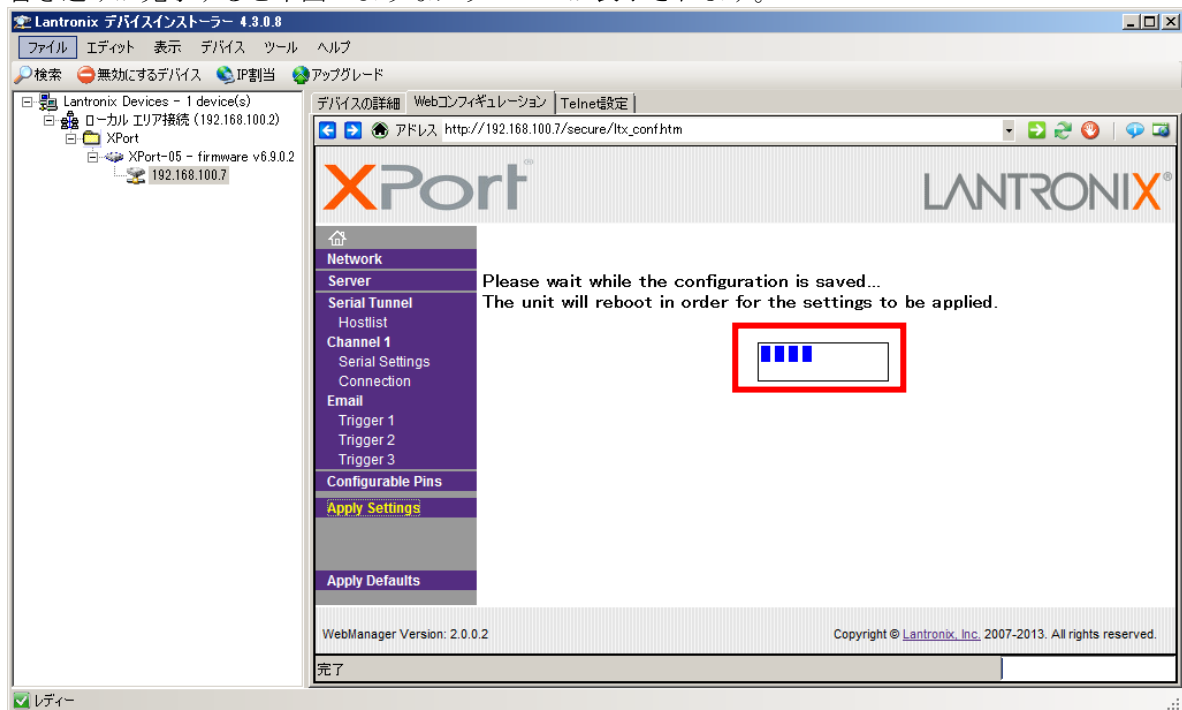 Lantronix デバイスインストーラー 4.3.0.8
ファイル エディット 表示 デバイス ツール ヘルプ
検索 無効にするデバイス IP割当 アップグレード
Lantronix Devices - 1 device(s)
ローカル エリア接続 (192.168.100.2)
XPort
XPort-05 - firmware v6.9.0.2
192.168.100.7
デバイスの詳細 Webコンフィギュレーション Telnet設定
アドレス http://192.168.100.7/secure/ltx_conf.htm
XPort®
LANTRONIX®
Network
Server
Serial Tunnel
Hostlist
Channel 1
Serial Settings
Connection
Email
Trigger 1
Trigger 2
Trigger 3
Configurable Pins
Apply Settings
Apply Defaults
Please wait while the configuration is saved...
The unit will reboot in order for the settings to be applied.
WebManager Version: 2.0.0.2
Copyright © Lantronix, Inc. 2007-2013. All rights reserved.
完了
レディー